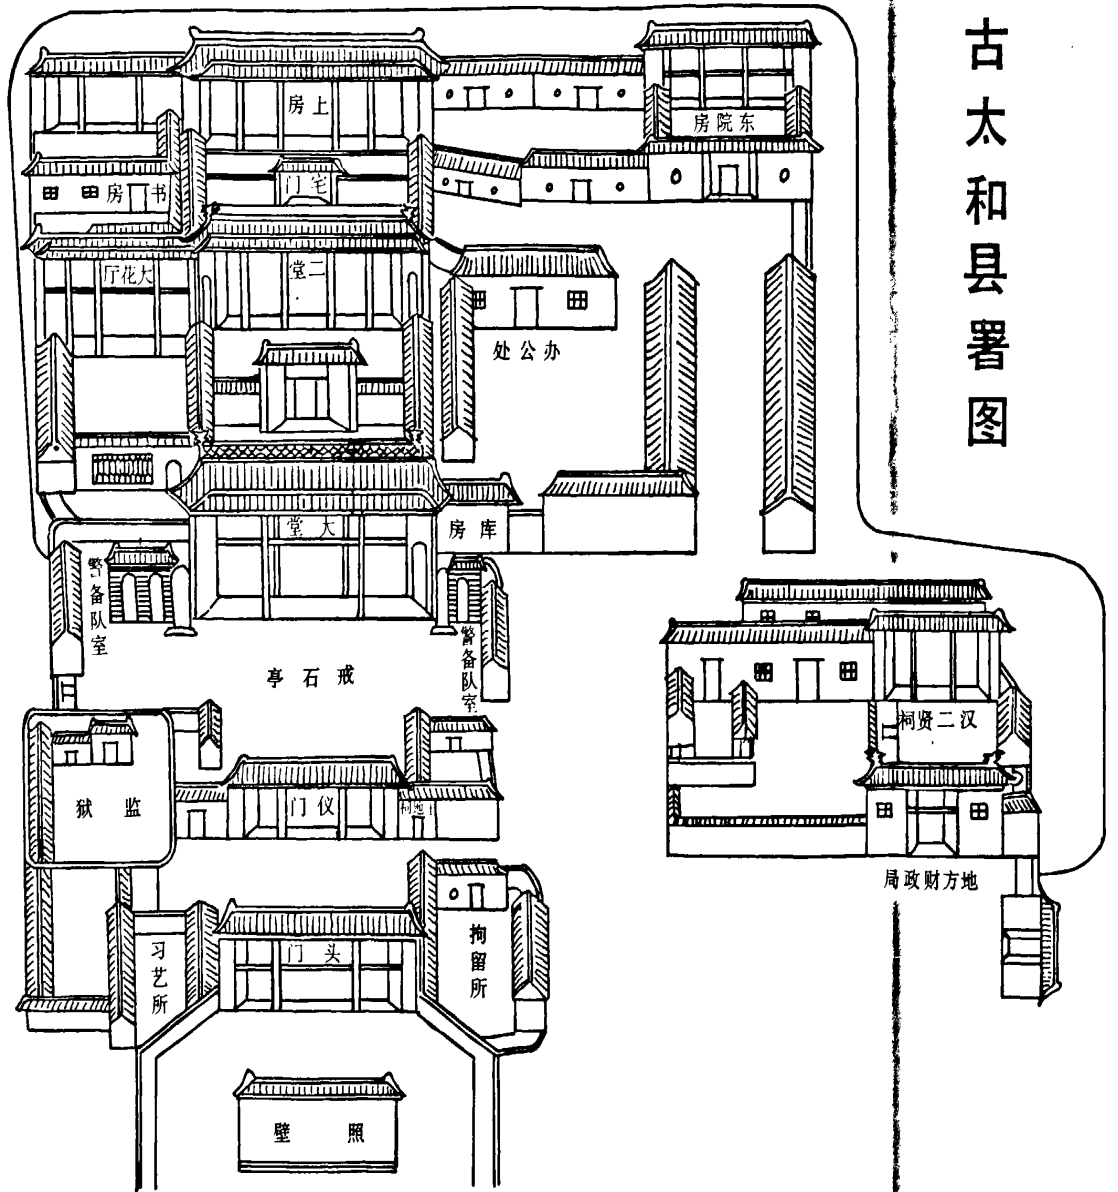 古太和县署图
上房
东院房
宅门
书房
大花厅
二堂
办公处
大堂
库房
警备队室
警备队室
戒石亭
汉二贤祠
监狱
仪门
土地祠
地方财政局
头门
习艺所
拘留所
照壁